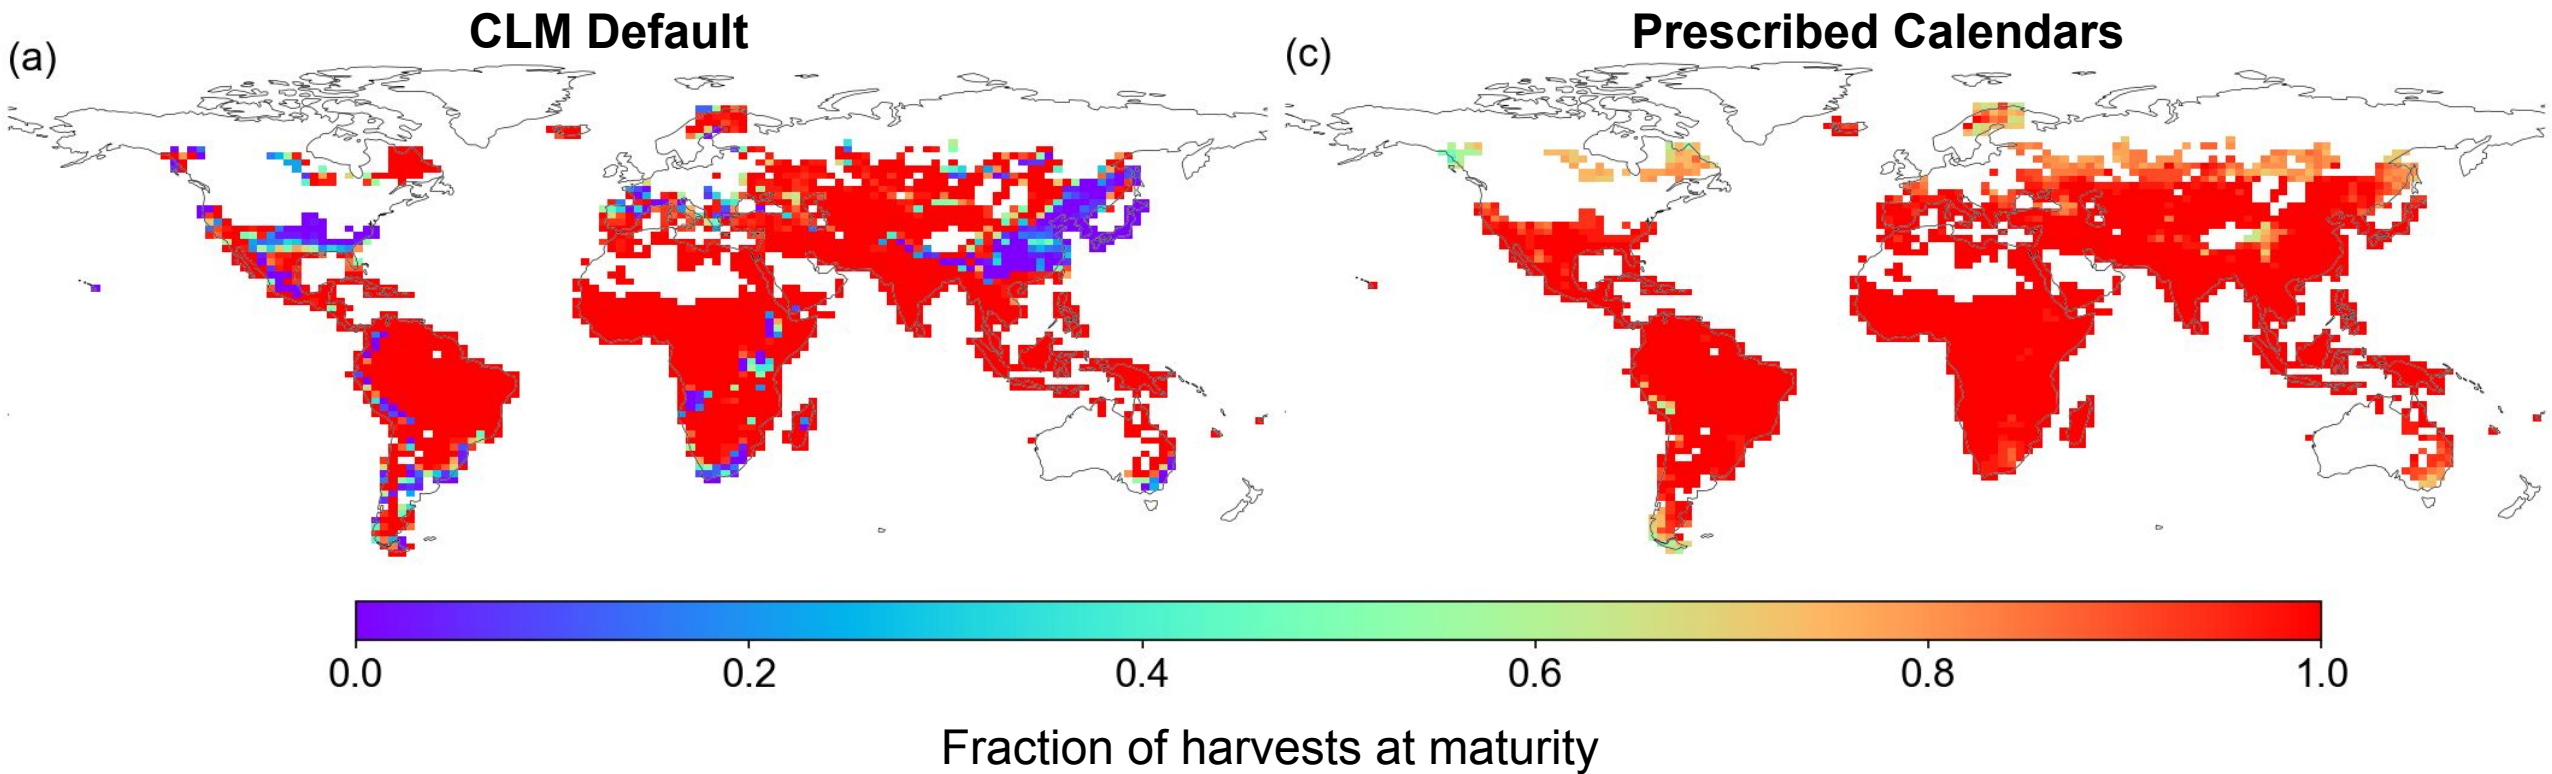 CLM Default
Prescribed Calendars
(a)
(c)
0.0
0.2
0.4
0.6
0.8
1.0
Fraction of harvests at maturity